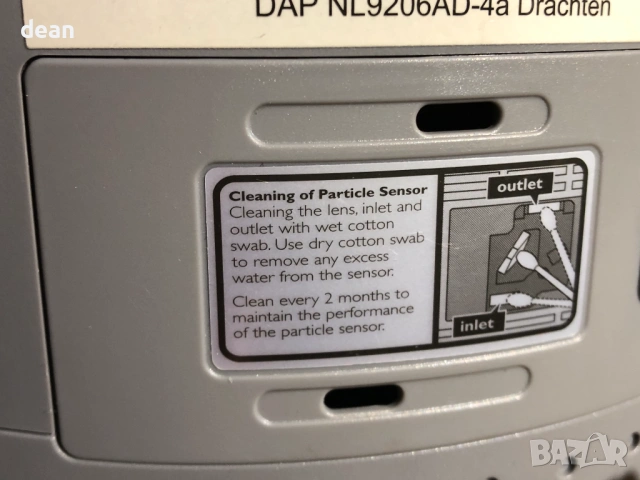 DAP NL9206AD-4a Drachten
dean
Cleaning of Particle Sensor
Cleaning the lens, inlet and
outlet with wet cotton
swab. Use dry cotton swab
to remove any excess
water from the sensor.
Clean every 2 months to
maintain the performance
of the particle sensor.
outlet
inlet
BAZAR